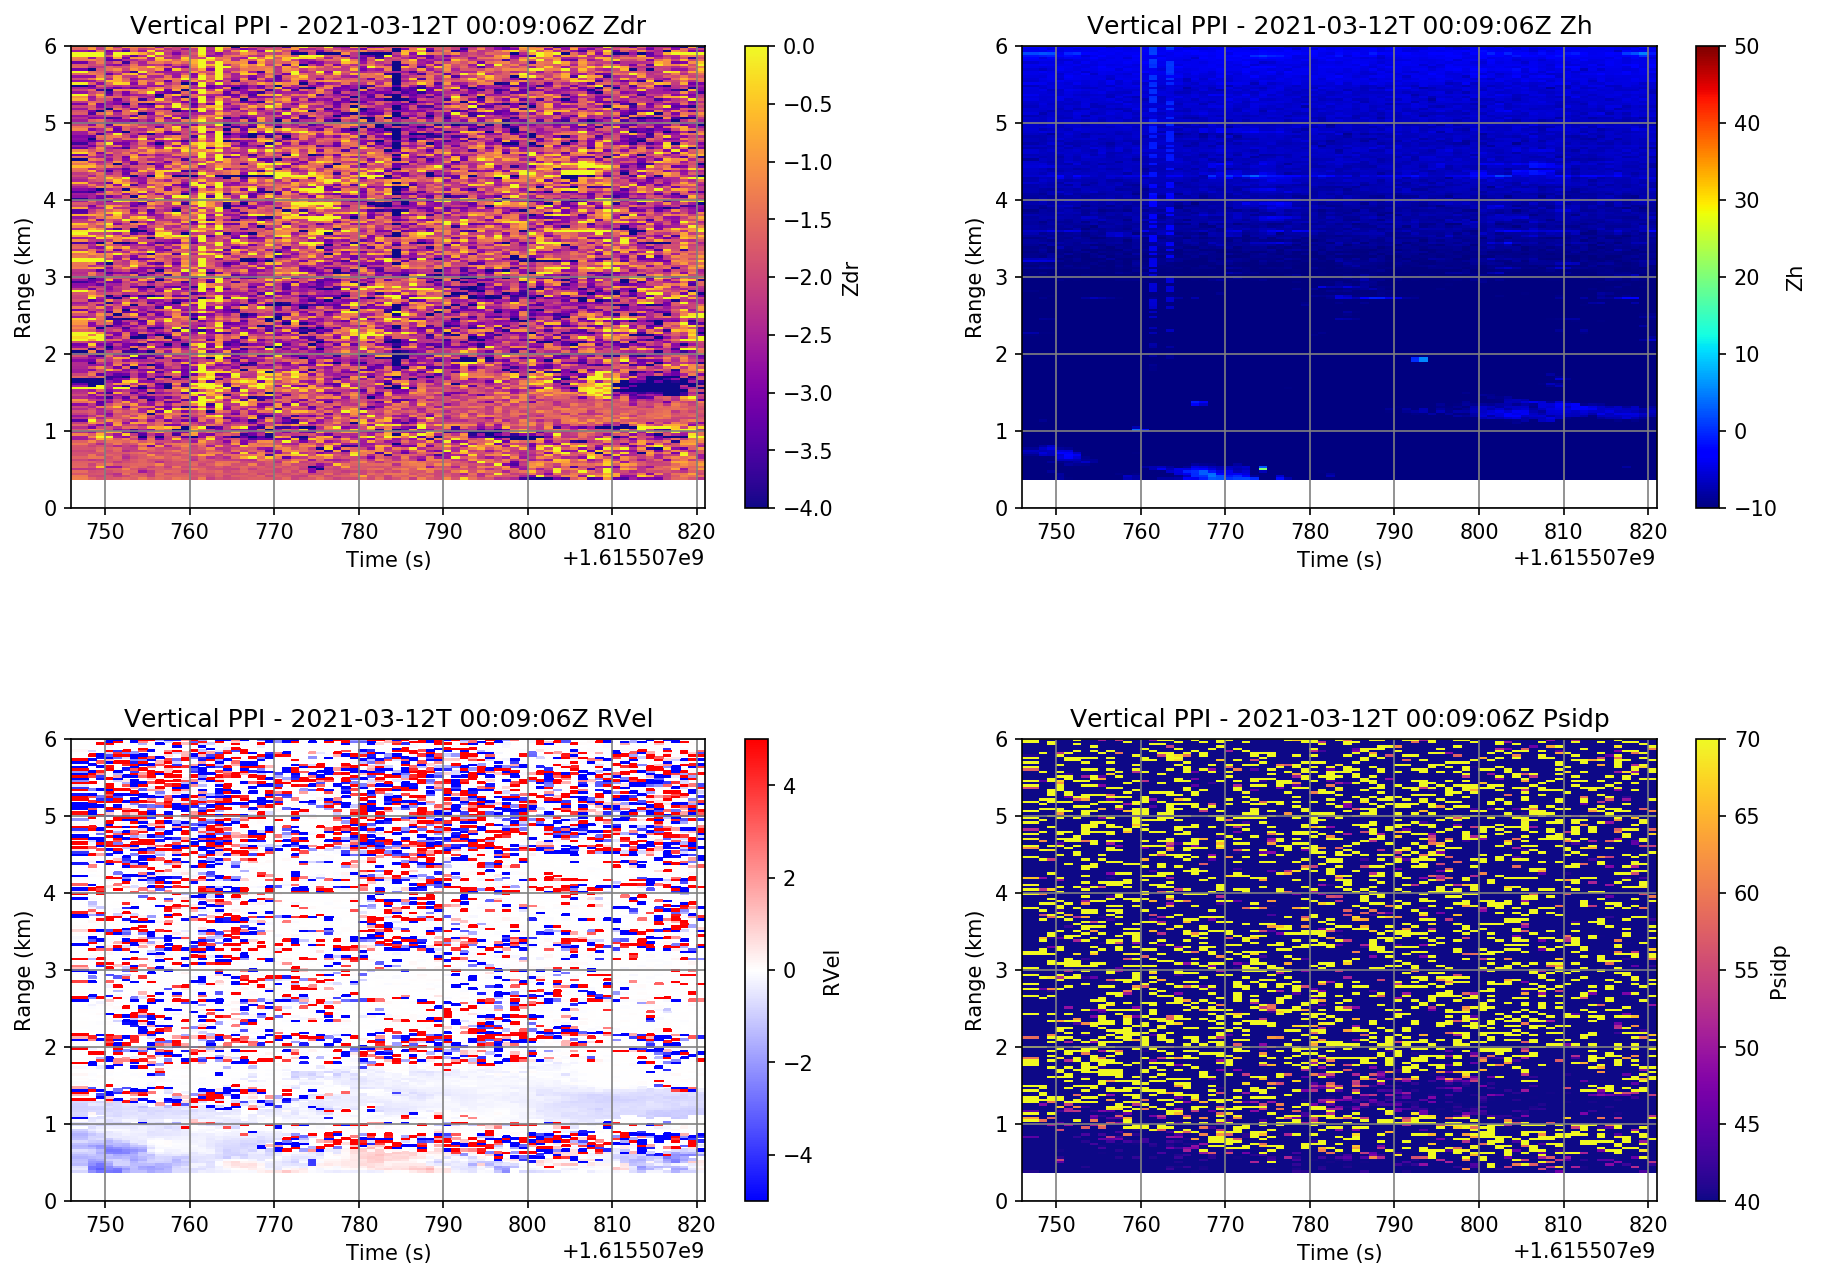 Vertical PPI - 2021-03-12T 00:09:06Z Zdr
6
5
4
3
2
1
0
Range (km)
750 760 770 780 790 800 810 820
Time (s)
+1.615507e9
0.0
−0.5
−1.0
−1.5
−2.0
−2.5
−3.0
−3.5
−4.0
Zdr
Vertical PPI - 2021-03-12T 00:09:06Z Zh
6
5
4
3
2
1
0
Range (km)
750 760 770 780 790 800 810 820
Time (s)
+1.615507e9
50
40
30
20
10
0
−10
Zh
Vertical PPI - 2021-03-12T 00:09:06Z RVel
6
5
4
3
2
1
0
Range (km)
750 760 770 780 790 800 810 820
Time (s)
+1.615507e9
4
2
0
−2
−4
RVel
Vertical PPI - 2021-03-12T 00:09:06Z Psidp
6
5
4
3
2
1
0
Range (km)
750 760 770 780 790 800 810 820
Time (s)
+1.615507e9
70
65
60
55
50
45
40
Psidp